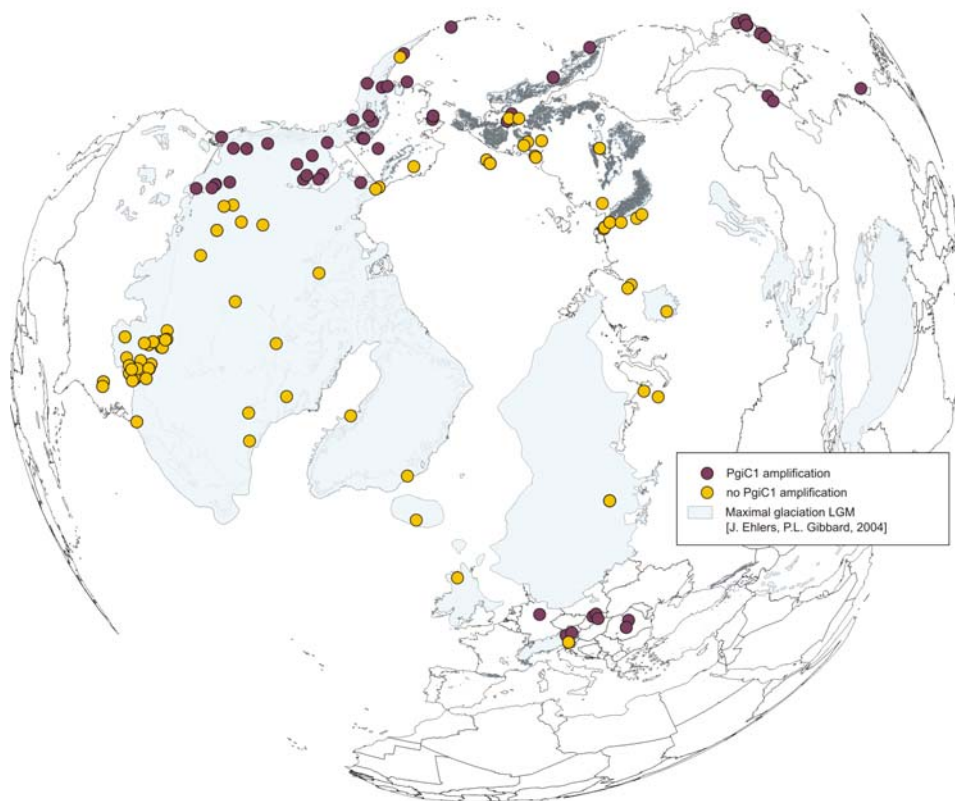 PgiC1 amplification
no PgiC1 amplification
Maximal glaciation LGM
[J. Ehlers, P.L. Gibbard, 2004]